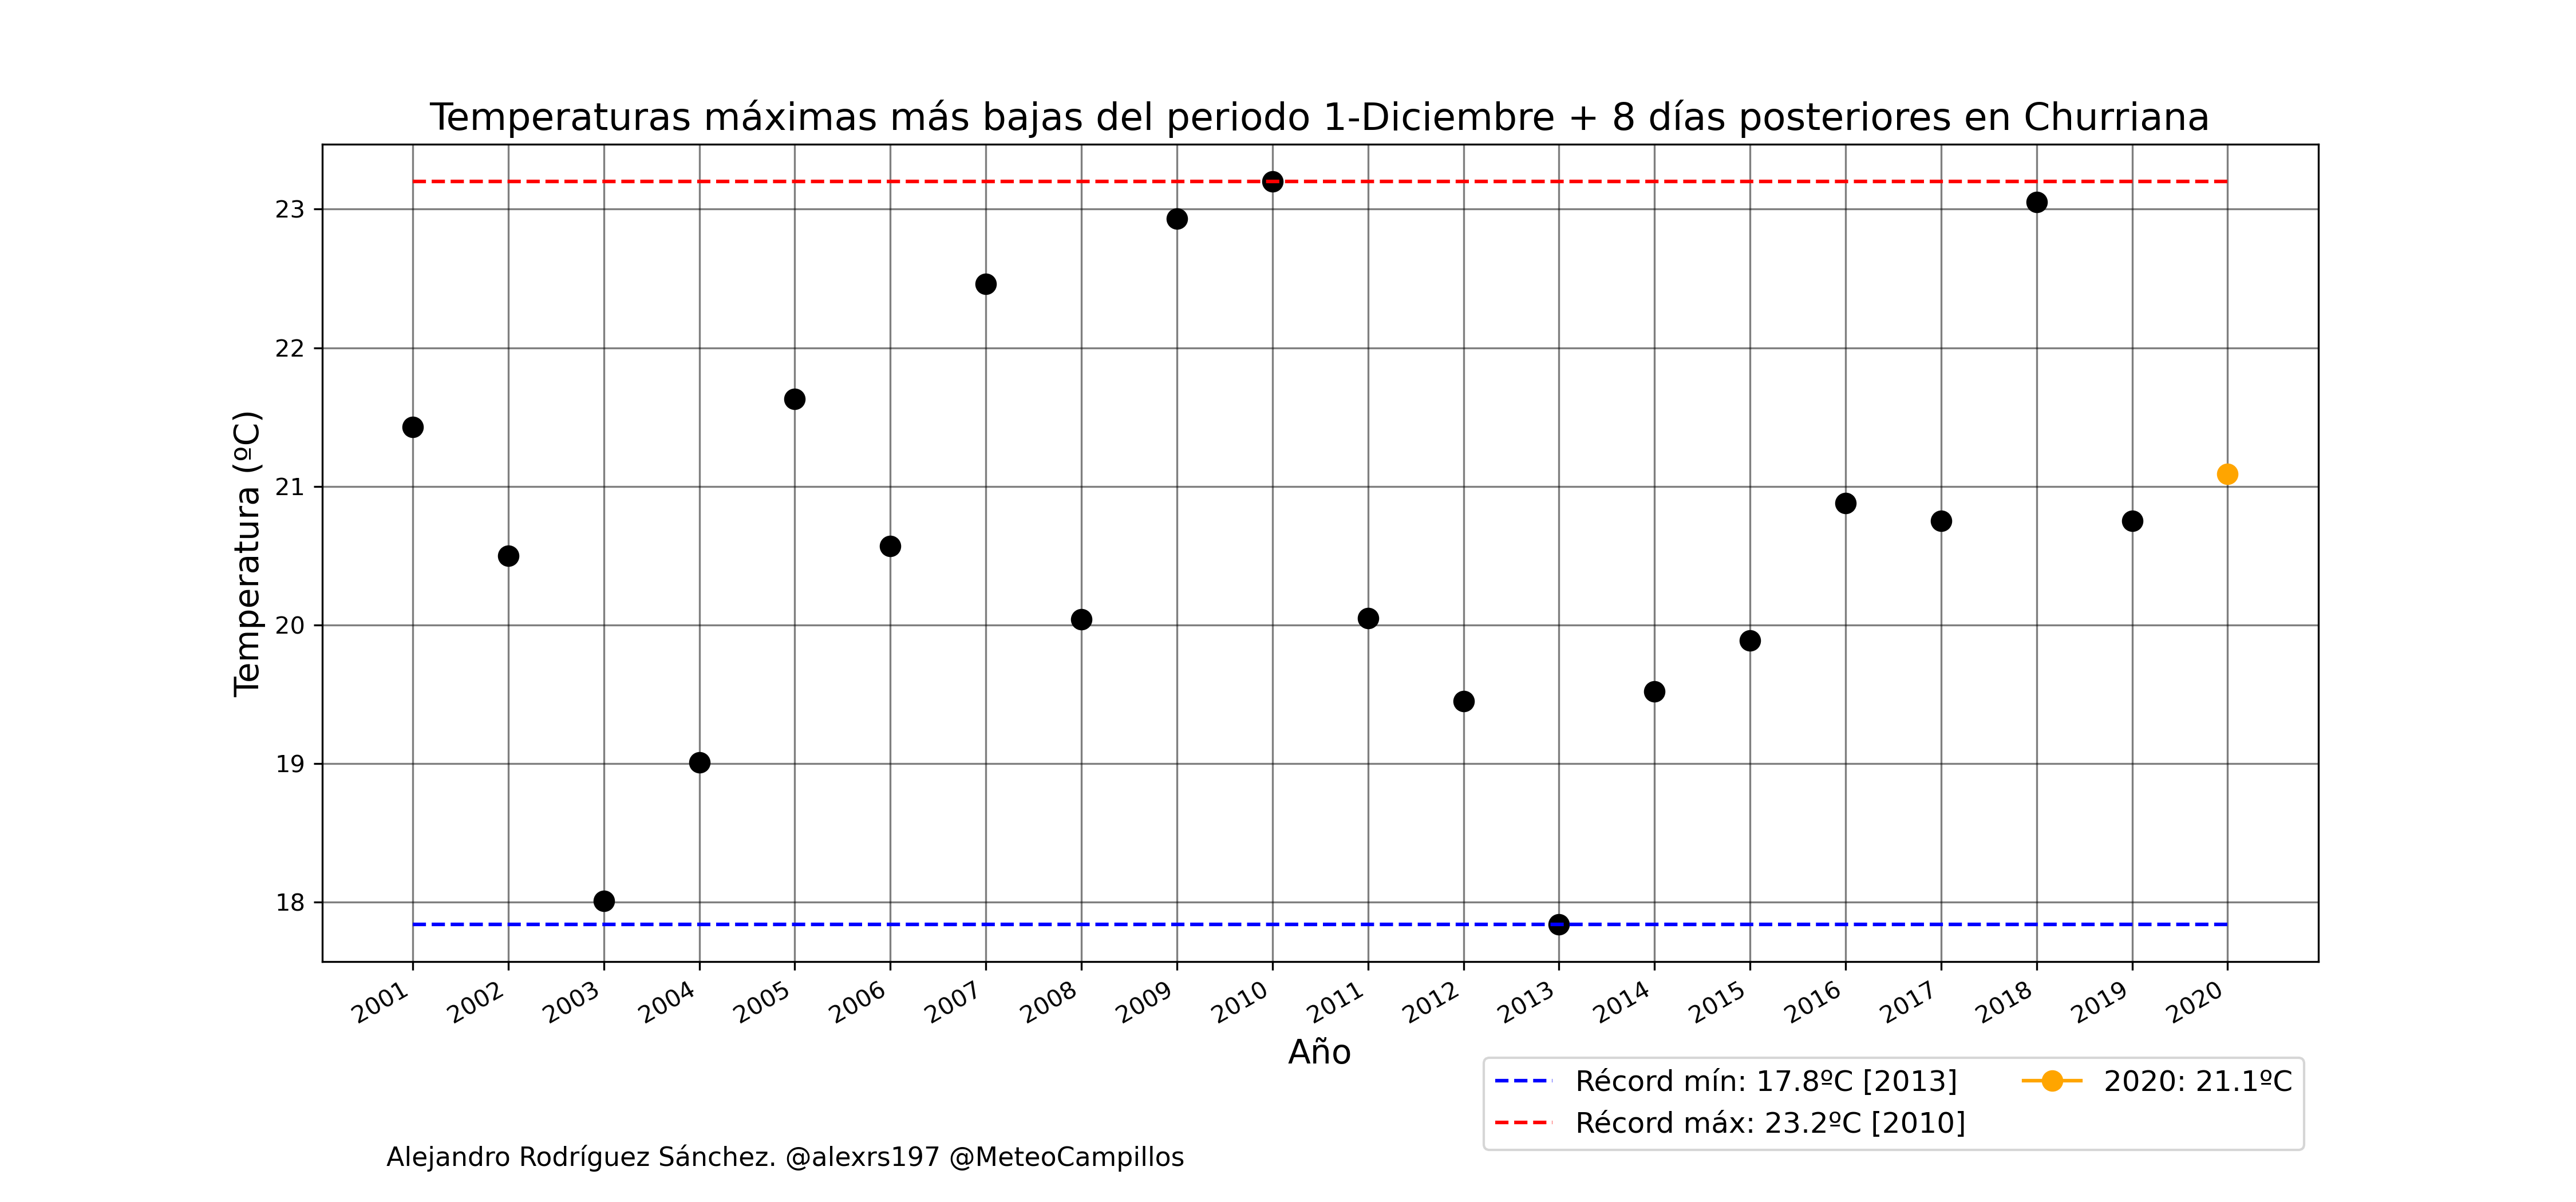 Temperaturas máximas más bajas del periodo 1-Diciembre + 8 días posteriores en Churriana
Temperatura (ºC)
23
22
21
20
19
18
2001 2002 2003 2004 2005 2006 2007 2008 2009 2010 2011 2012 2013 2014 2015 2016 2017 2018 2019 2020
Año
Récord mín: 17.8ºC [2013]
Récord máx: 23.2ºC [2010]
2020: 21.1ºC
Alejandro Rodríguez Sánchez. @alexrs197 @MeteoCampillos